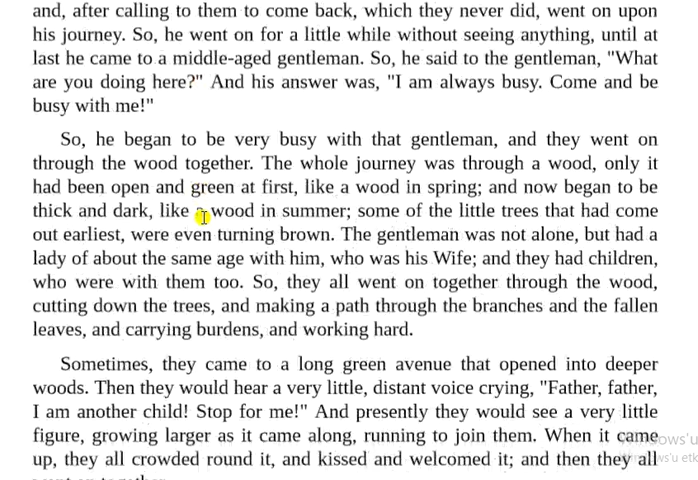 and, after calling to them to come back, which they never did, went on upon
his journey. So, he went on for a little while without seeing anything, until at
last he came to a middle-aged gentleman. So, he said to the gentleman, "What
are you doing here?" And his answer was, "I am always busy. Come and be
busy with me!"
So, he began to be very busy with that gentleman, and they went on
through the wood together. The whole journey was through a wood, only it
had been open and green at first, like a wood in spring; and now began to be
thick and dark, like a wood in summer; some of the little trees that had come
out earliest, were even turning brown. The gentleman was not alone, but had a
lady of about the same age with him, who was his Wife; and they had children,
who were with them too. So, they all went on together through the wood,
cutting down the trees, and making a path through the branches and the fallen
leaves, and carrying burdens, and working hard.
Sometimes, they came to a long green avenue that opened into deeper
woods. Then they would hear a very little, distant voice crying, "Father, father,
I am another child! Stop for me!" And presently they would see a very little
figure, growing larger as it came along, running to join them. When it came
up, they all crowded round it, and kissed and welcomed it; and then they all